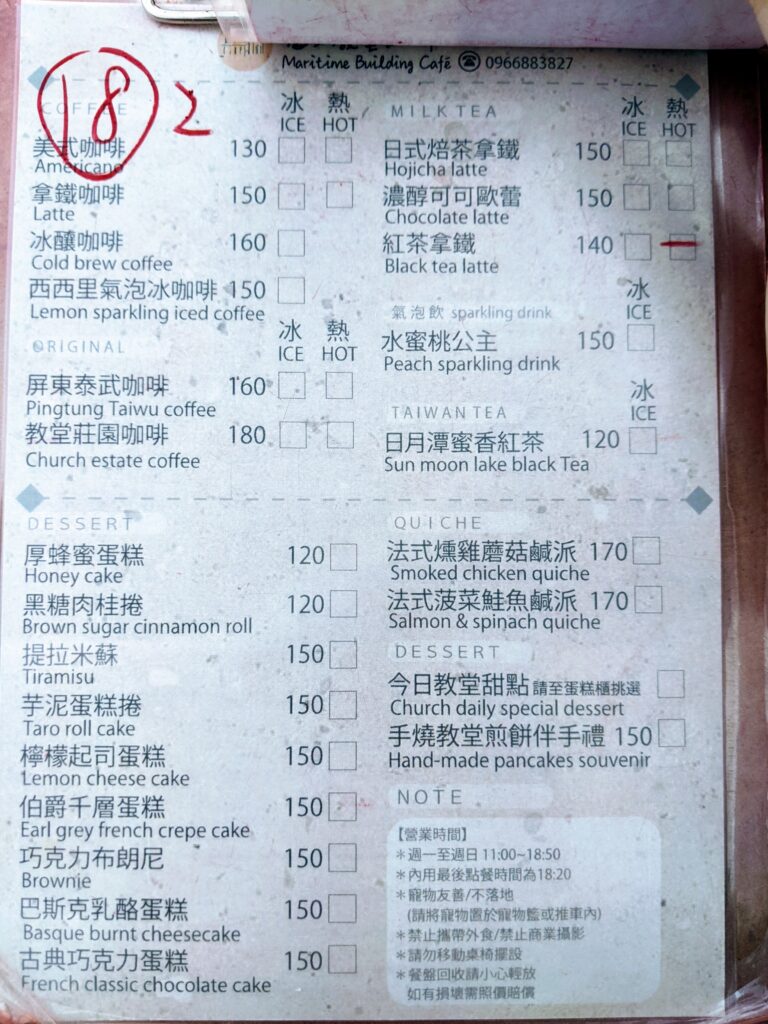 Maritime Building Café ☎ 0966883827
18 2
COFFEE 冰 ICE 熱 HOT
美式咖啡 130
Americano
拿鐵咖啡 150
Latte
冰釀咖啡 160
Cold brew coffee
西西里氣泡冰咖啡 150
Lemon sparkling iced coffee
ORIGINAL 冰 ICE 熱 HOT
屏東泰武咖啡 160
Pingtung Taiwu coffee
教堂莊園咖啡 180
Church estate coffee
MILK TEA 冰 ICE 熱 HOT
日式焙茶拿鐵 150
Hojicha latte
濃醇可可歐蕾 150
Chocolate latte
紅茶拿鐵 140
Black tea latte
氣泡飲 sparkling drink 冰 ICE
水蜜桃公主 150
Peach sparkling drink
TAIWAN TEA 冰 ICE
日月潭蜜香紅茶 120
Sun moon lake black Tea
DESSERT
厚蜂蜜蛋糕 120
Honey cake
黑糖肉桂捲 120
Brown sugar cinnamon roll
提拉米蘇 150
Tiramisu
芋泥蛋糕捲 150
Taro roll cake
檸檬起司蛋糕 150
Lemon cheese cake
伯爵千層蛋糕 150
Earl grey french crepe cake
巧克力布朗尼 150
Brownie
巴斯克乳酪蛋糕 150
Basque burnt cheesecake
古典巧克力蛋糕 150
French classic chocolate cake
QUICHE
法式燻雞蘑菇鹹派 170
Smoked chicken quiche
法式菠菜鮭魚鹹派 170
Salmon & spinach quiche
DESSERT
今日教堂甜點 請至蛋糕櫃挑選
Church daily special dessert
手燒教堂煎餅伴手禮 150
Hand-made pancakes souvenir
NOTE
【營業時間】
＊週一至週日 11:00~18:50
＊內用最後點餐時間為18:20
＊寵物友善/不落地
(請將寵物置於寵物籃或推車內)
＊禁止攜帶外食/禁止商業攝影
＊請勿移動桌椅擺設
＊餐盤回收請小心輕放
如有損壞需照價賠償